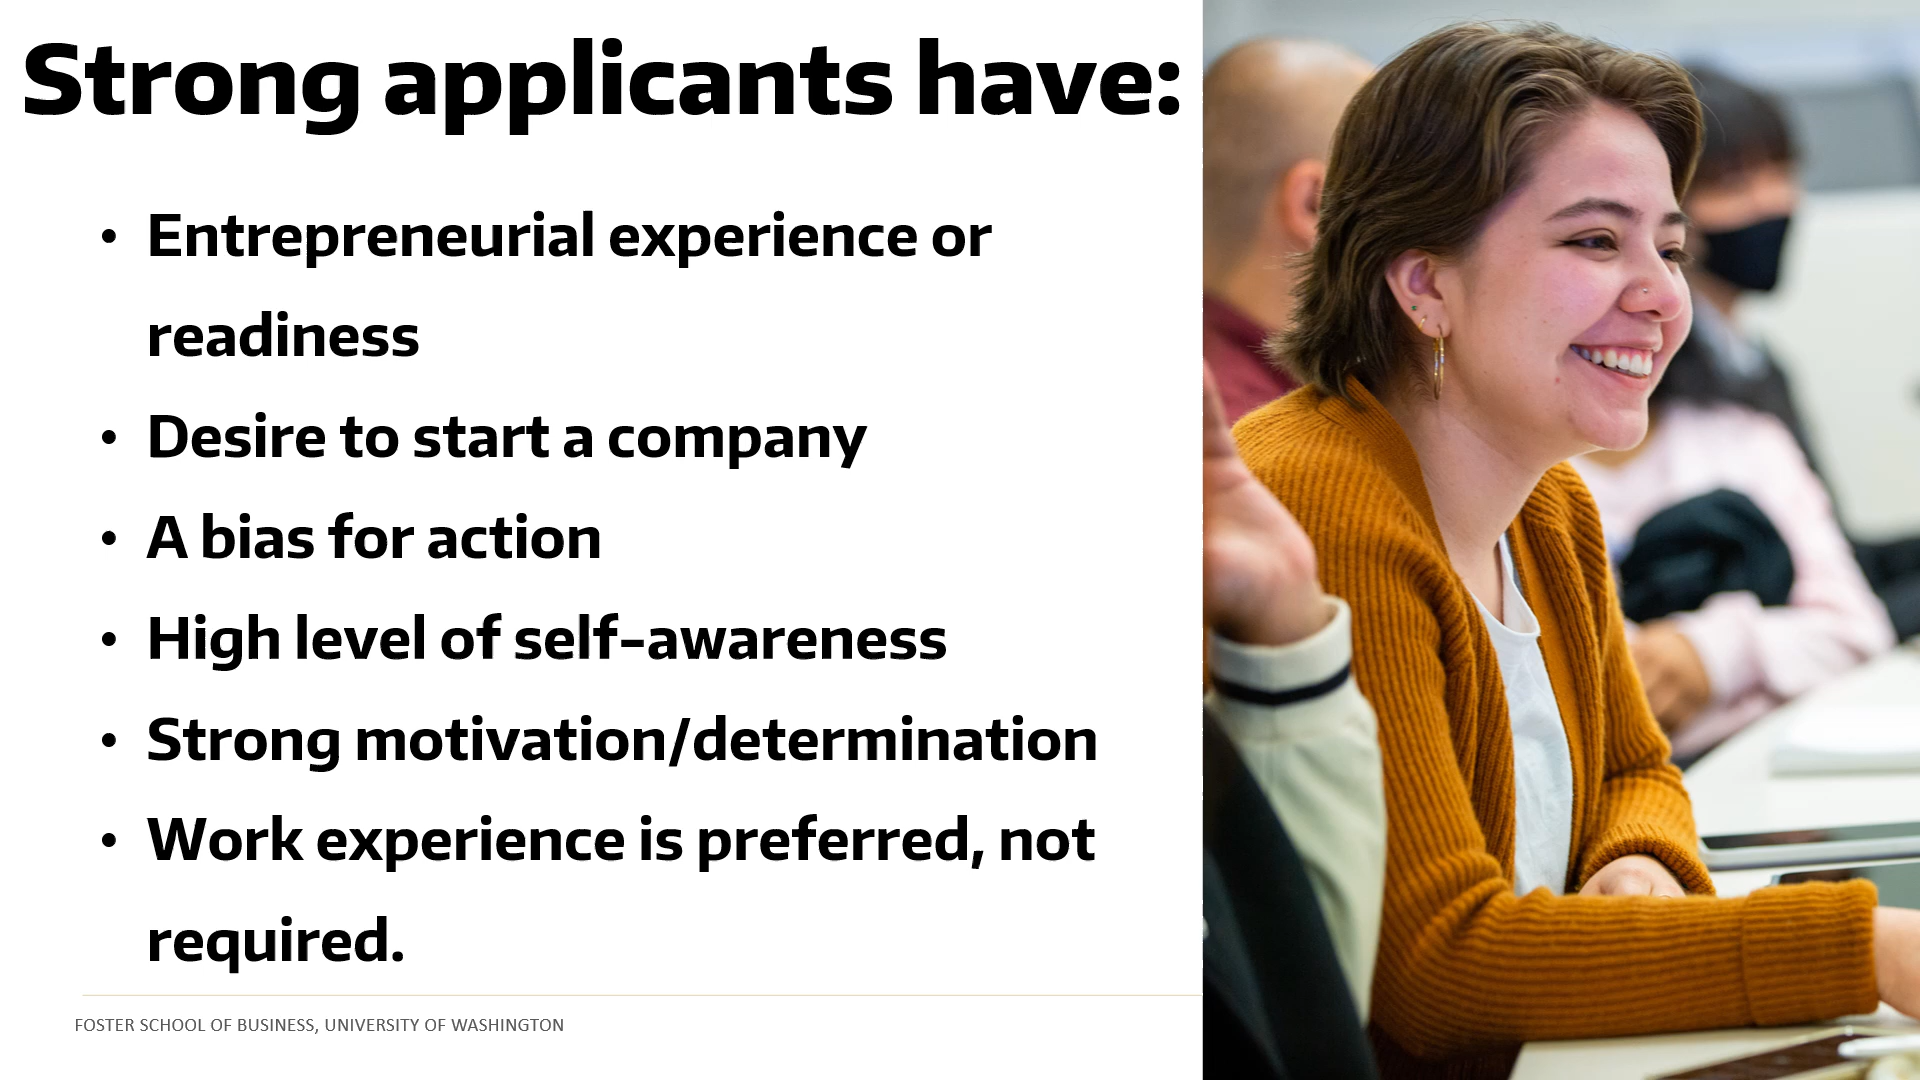 Strong applicants have:
• Entrepreneurial experience or
readiness
• Desire to start a company
• A bias for action
• High level of self-awareness
• Strong motivation/determination
• Work experience is preferred, not
required.
FOSTER SCHOOL OF BUSINESS, UNIVERSITY OF WASHINGTON